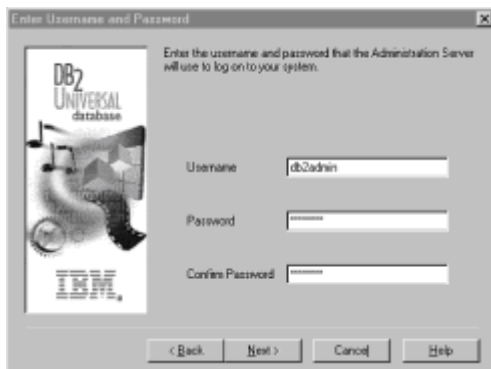 Enter Username and Password
Enter the username and password that the Administration Server
will use to log on to your system.
DB2
UNIVERSAL
database
Username
db2admin
Password
********
Confirm Password
********
IBM.
< Back
Next >
Cancel
Help